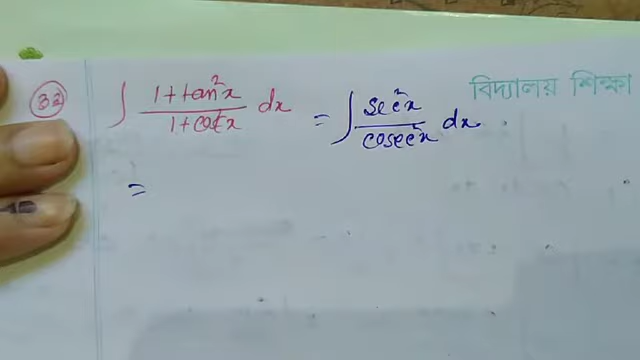 বিদ্যালয় শিক্ষা
32 ∫ (1+tan²x)/(1+cot²x) dx = ∫ sec²x/cosec²x dx .
=